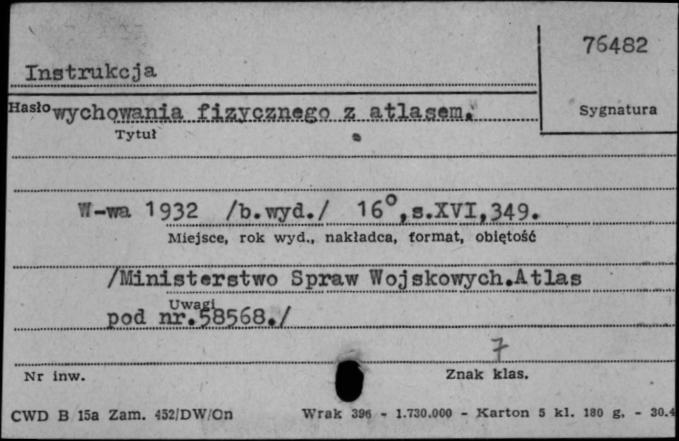 76482
Instrukcja
Hasło wychowania fizycznego z atlasem.
Sygnatura
Tytuł
W-wa 1932 /b.wyd./ 16°,s.XVI,349.
Miejsce, rok wyd., nakładca, format, objętość
/Ministerstwo Spraw Wojskowych.Atlas
Uwagi
pod nr.58568./
7
Nr inw.
Znak klas.
CWD B 15a Zam. 452/DW/Cn Wrak 396 - 1.730.000 - Karton 5 kl. 180 g. - 30.4